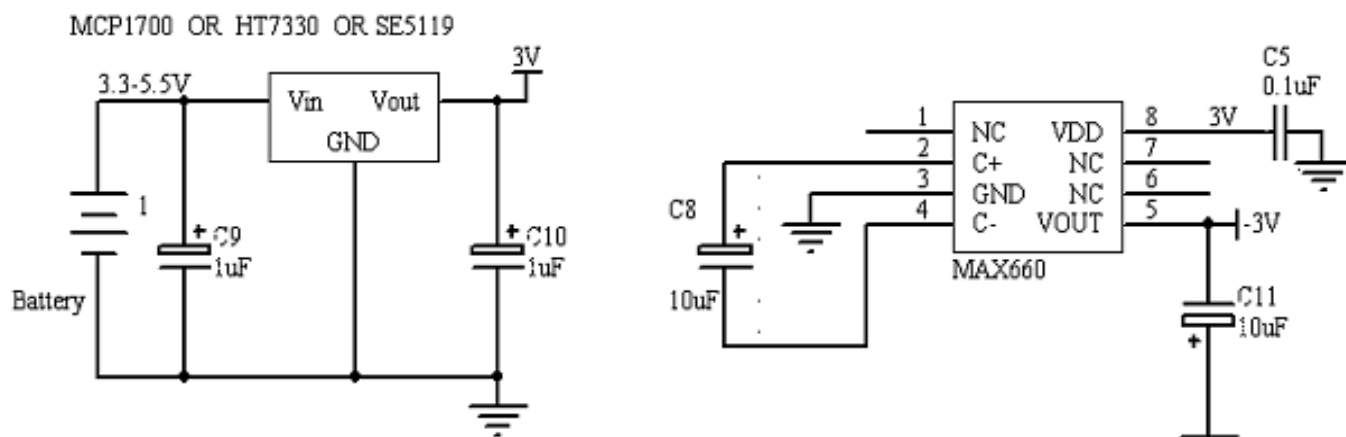 MCP1700 OR HT7330 OR SE5119
3.3-5.5V
Vin
Vout
GND
3V
1
Battery
C9
1uF
C10
1uF
C5
0.1uF
3V
1
2
3
4
NC
C+
GND
C-
VDD
NC
NC
VOUT
8
7
6
5
MAX660
C8
10uF
-3V
C11
10uF